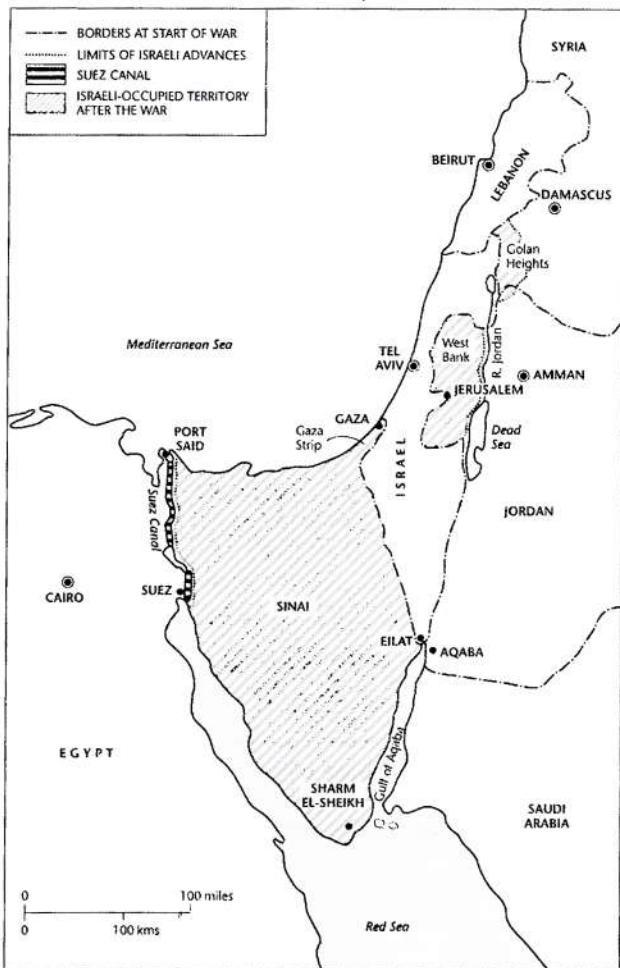 BORDERS AT START OF WAR
LIMITS OF ISRAELI ADVANCES
SUEZ CANAL
ISRAELI-OCCUPIED TERRITORY
AFTER THE WAR
SYRIA
BEIRUT
LEBANON
DAMASCUS
Golan
Heights
Mediterranean Sea
TEL
AVIV
West
Bank
R. Jordan
AMMAN
JERUSALEM
GAZA
Gaza
Strip
Dead
Sea
PORT
SAID
ISRAEL
Suez Canal
JORDAN
CAIRO
SUEZ
SINAI
EILAT
AQABA
EGYPT
Gulf of Aqaba
SHARM
EL-SHEIKH
SAUDI
ARABIA
0 100 miles
0 100 kms
Red Sea